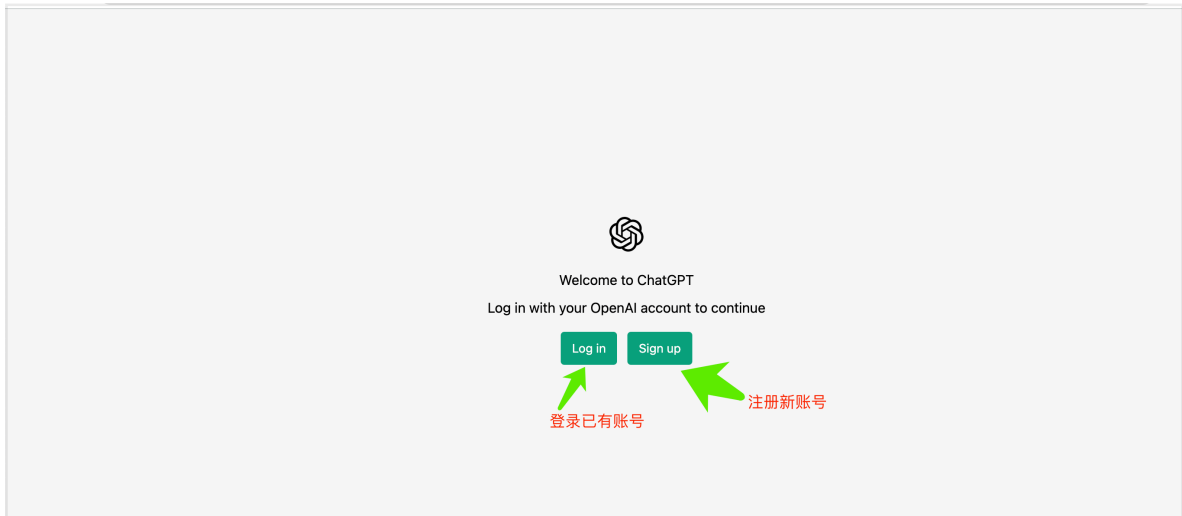 Welcome to ChatGPT
Log in with your OpenAI account to continue
Log in Sign up
注册新账号
登录已有账号